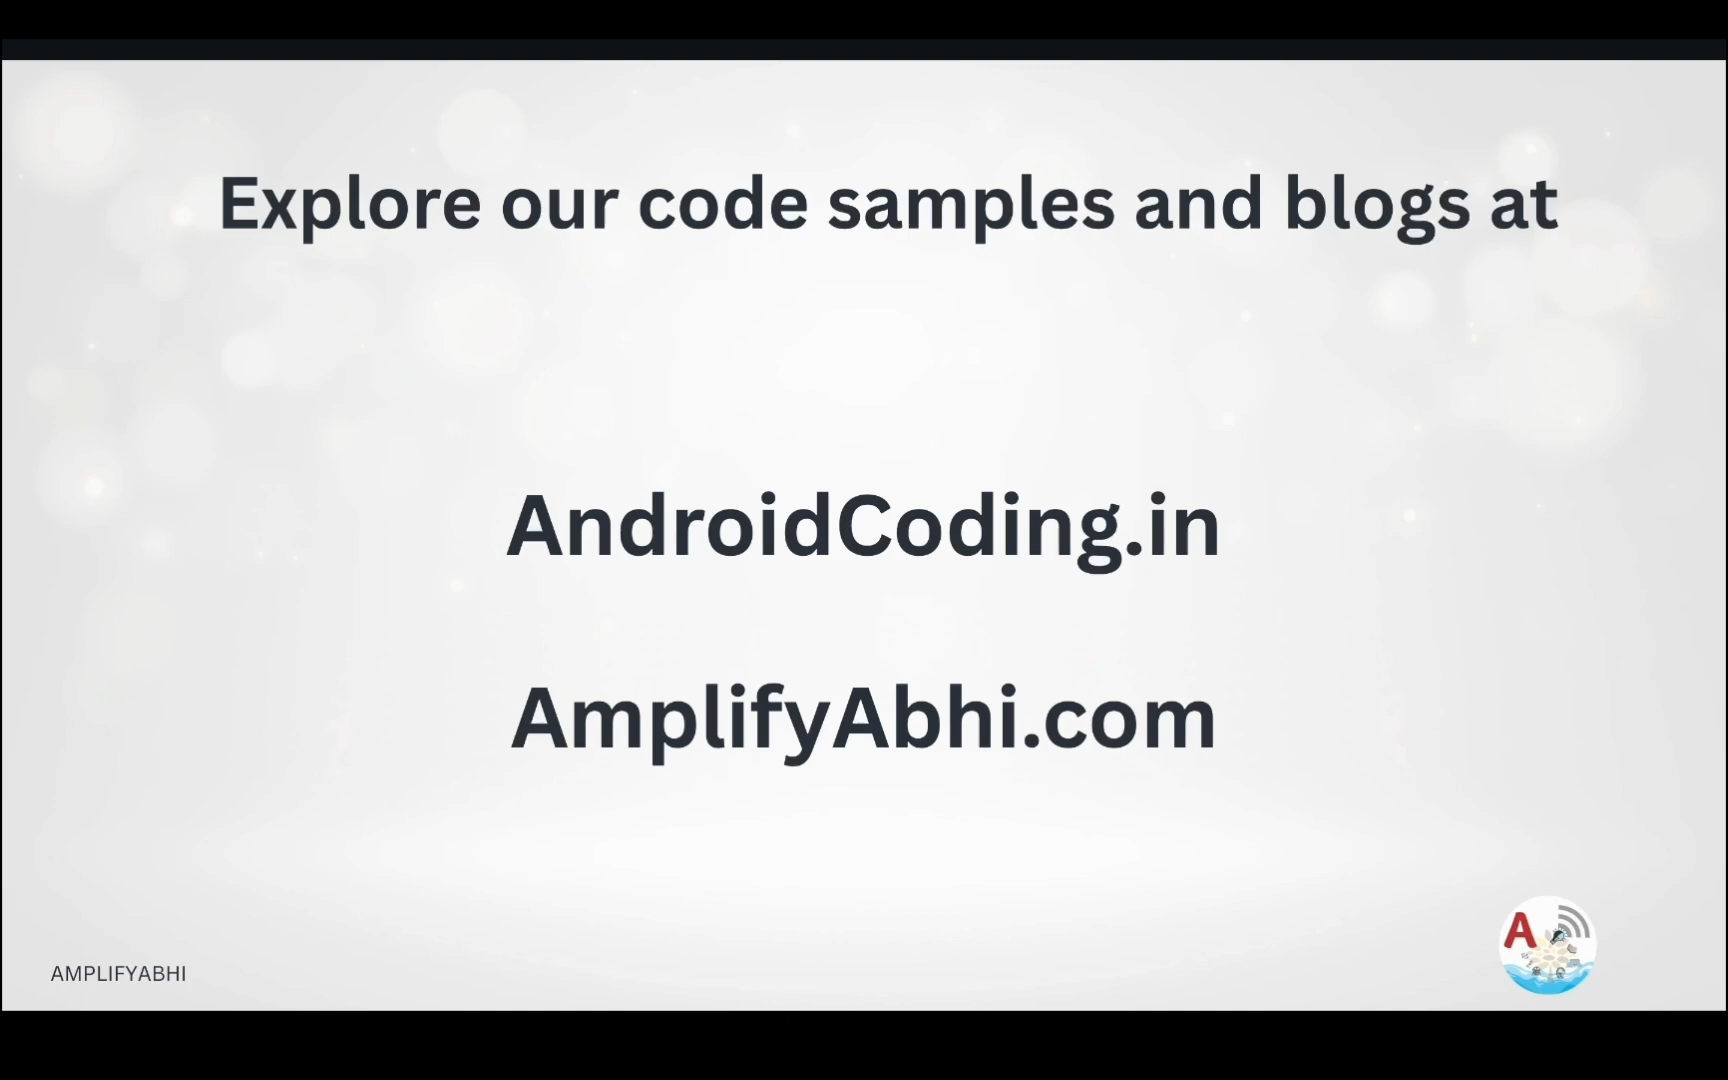 Explore our code samples and blogs at
AndroidCoding.in
AmplifyAbhi.com
AMPLIFYABHI
A